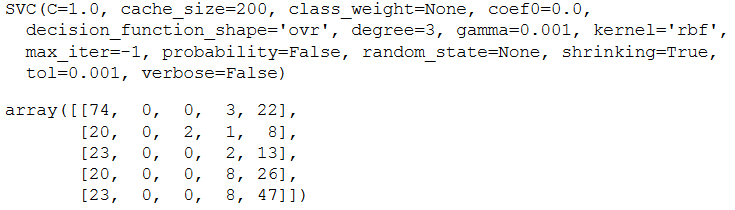 SVC(C=1.0, cache_size=200, class_weight=None, coef0=0.0,
decision_function_shape='ovr', degree=3, gamma=0.001, kernel='rbf',
max_iter=-1, probability=False, random_state=None, shrinking=True,
tol=0.001, verbose=False)
array([[74, 0, 0, 3, 22],
[20, 0, 2, 1, 8],
[23, 0, 0, 2, 13],
[20, 0, 0, 8, 26],
[23, 0, 0, 8, 47]])